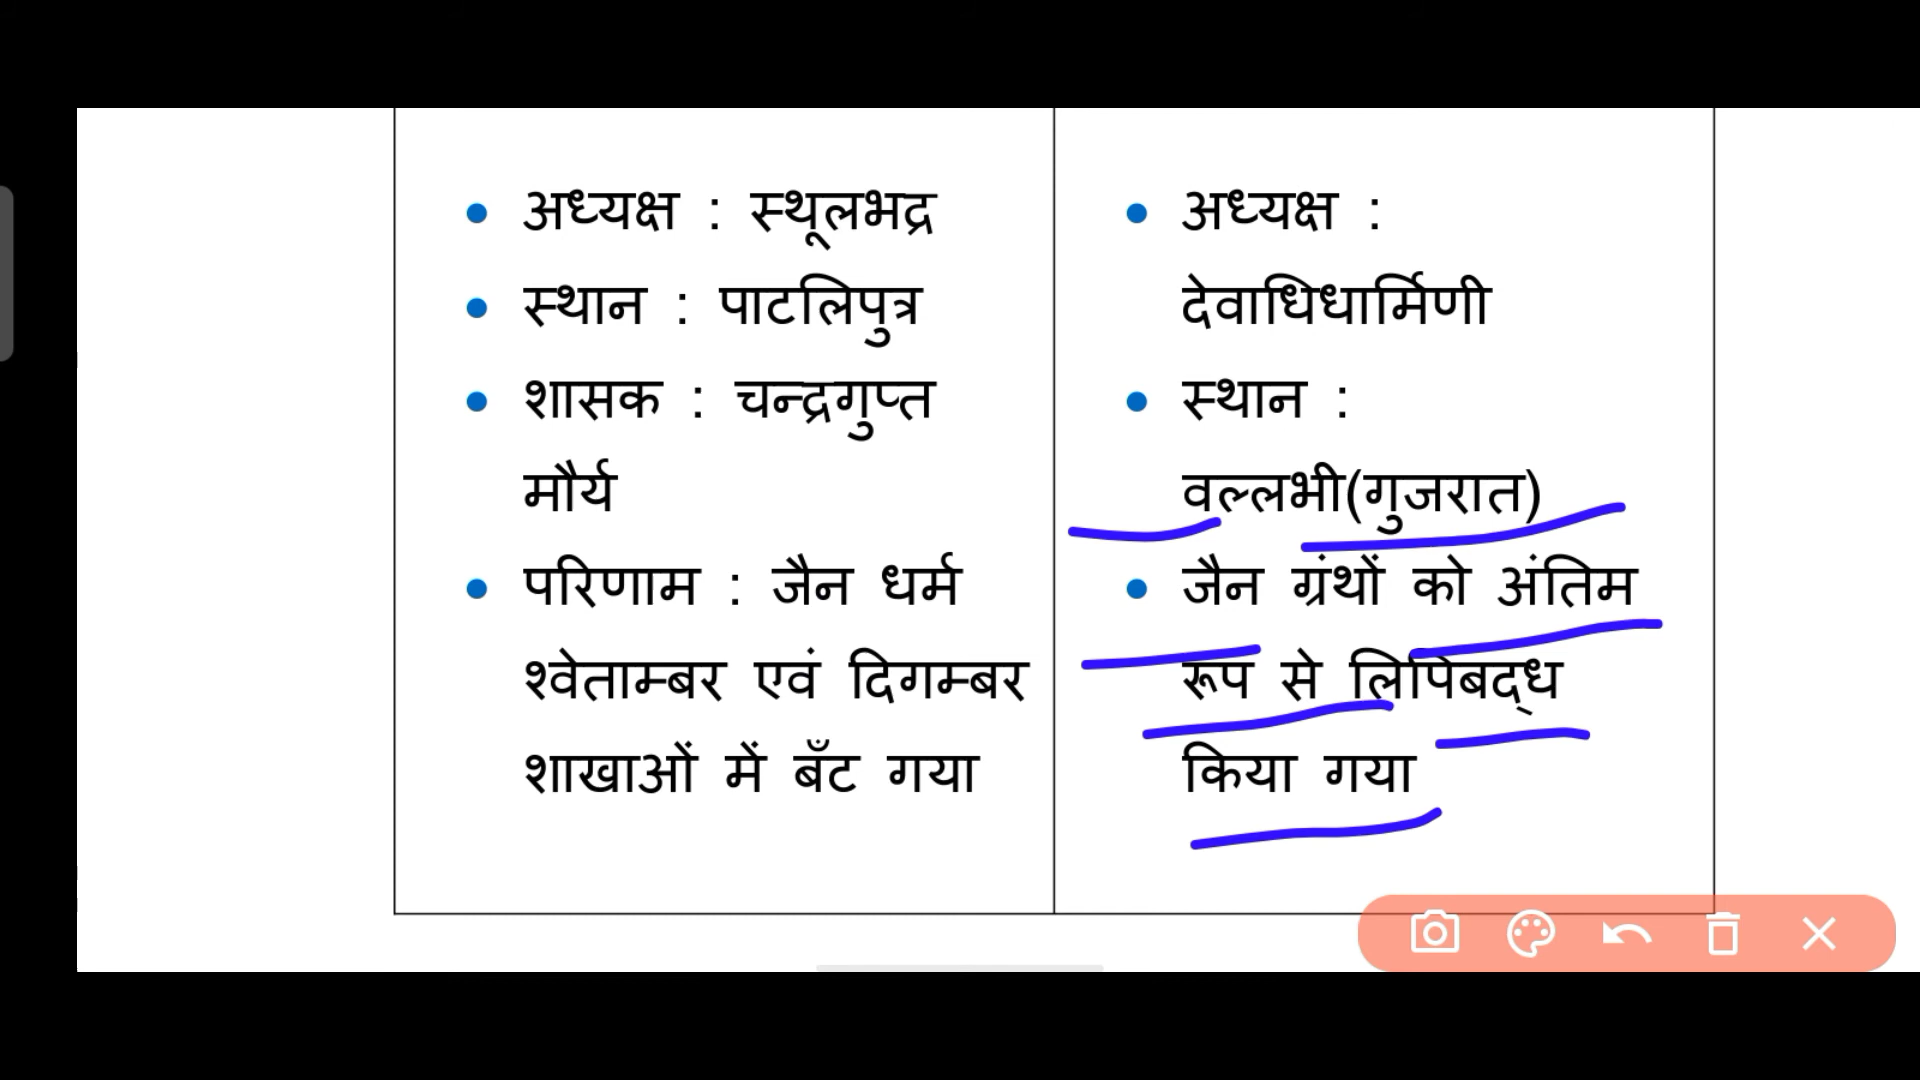 अध्यक्ष : स्थूलभद्र
स्थान : पाटलिपुत्र
शासक : चन्द्रगुप्त
मौर्य
परिणाम : जैन धर्म
श्वेताम्बर एवं दिगम्बर
शाखाओं में बँट गया
अध्यक्ष :
देवाधिधार्मिणी
स्थान :
वल्लभी(गुजरात)
जैन ग्रंथों को अंतिम
रूप से लिपिबद्ध
किया गया